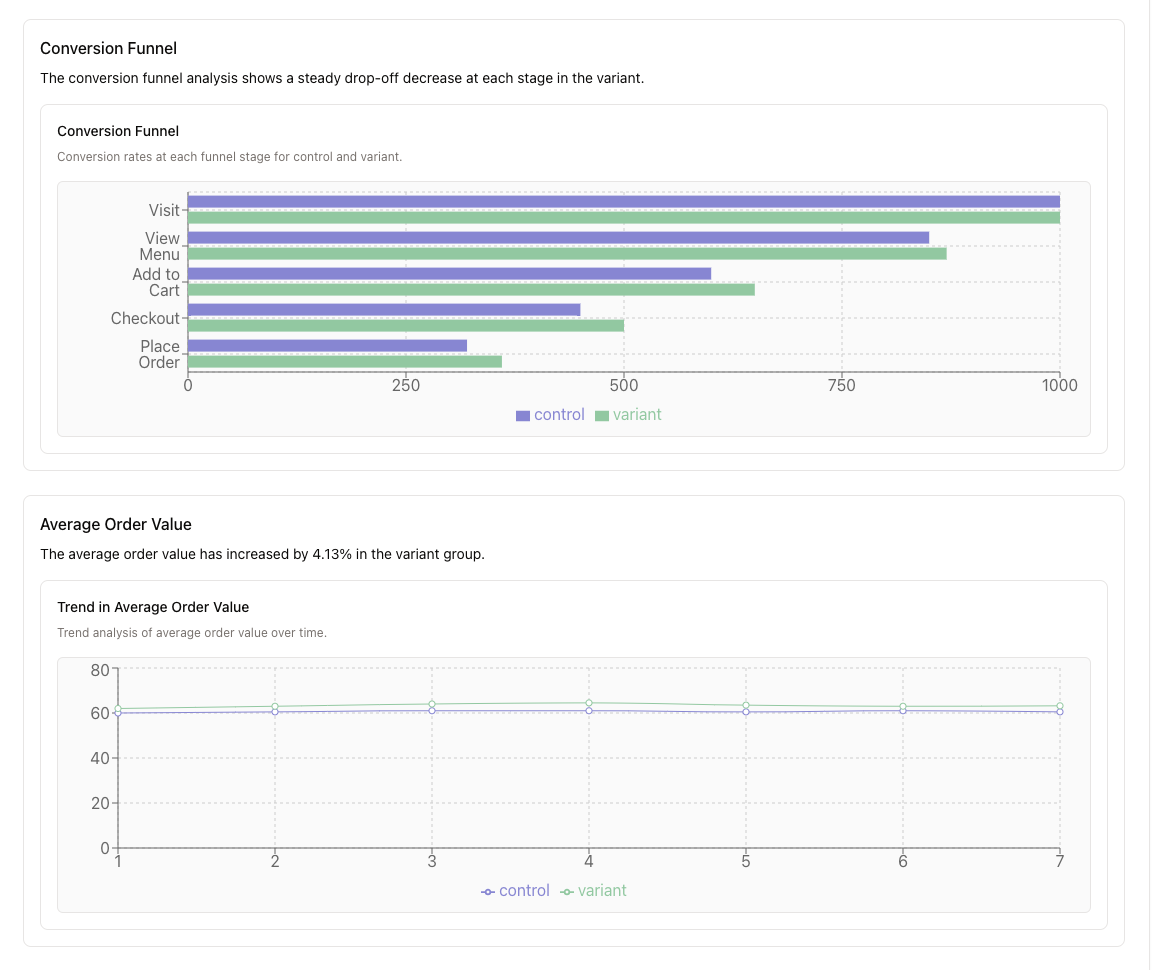 Conversion Funnel
The conversion funnel analysis shows a steady drop-off decrease at each stage in the variant.
Conversion Funnel
Conversion rates at each funnel stage for control and variant.
Visit
View
Menu
Add to
Cart
Checkout
Place
Order
0 250 500 750 1000
control variant
Average Order Value
The average order value has increased by 4.13% in the variant group.
Trend in Average Order Value
Trend analysis of average order value over time.
80
60
40
20
0
1 2 3 4 5 6 7
control variant